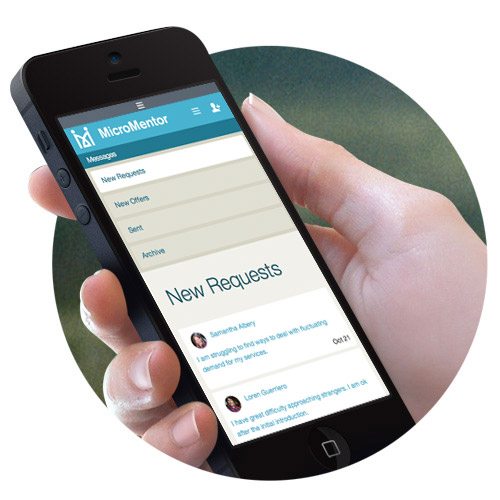 MicroMentor
Messages
New Requests
New Offers
Sent
Archive
New Requests
Samantha Albery
I am struggling to find ways to deal with fluctuating
demand for my services.
Oct 21
Loren Guerriero
I have great difficulty approaching strangers. I am ok
after the initial introduction.